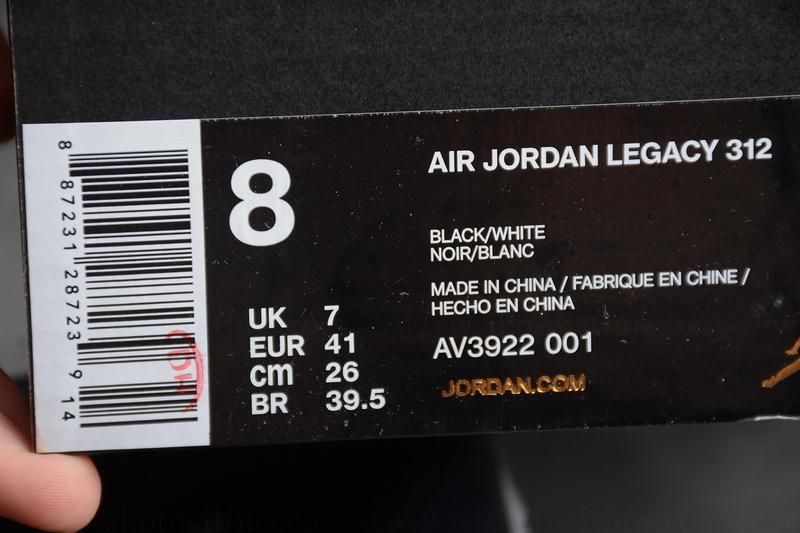 8 87231 28723 9 14
8
UK 7
EUR 41
cm 26
BR 39.5
AIR JORDAN LEGACY 312
BLACK/WHITE
NOIR/BLANC
MADE IN CHINA / FABRIQUE EN CHINE /
HECHO EN CHINA
AV3922 001
JORDAN.COM